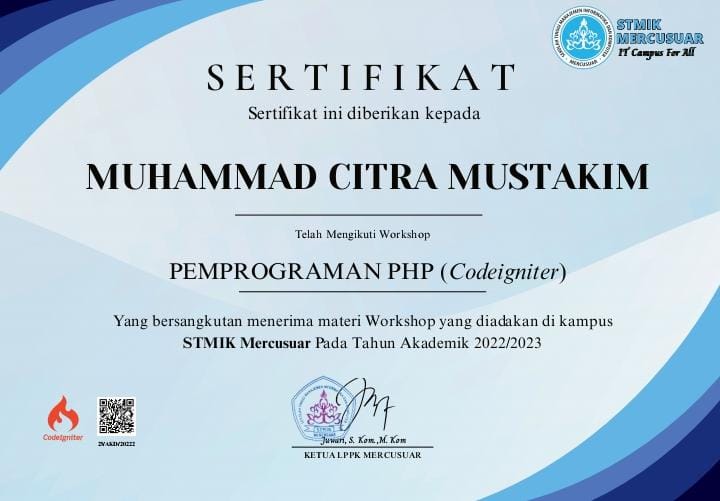 STMIK
MERCUSUAR
IT Campus For All
SERTIFIKAT
Sertifikat ini diberikan kepada
MUHAMMAD CITRA MUSTAKIM
Telah Mengikuti Workshop
PEMPROGRAMAN PHP (Codeigniter)
Yang bersangkutan menerima materi Workshop yang diadakan di kampus
STMIK Mercusuar Pada Tahun Akademik 2022/2023
CodeIgniter
Juwari, S. Kom.,M. Kom
KETUA LPPK MERCUSUAR